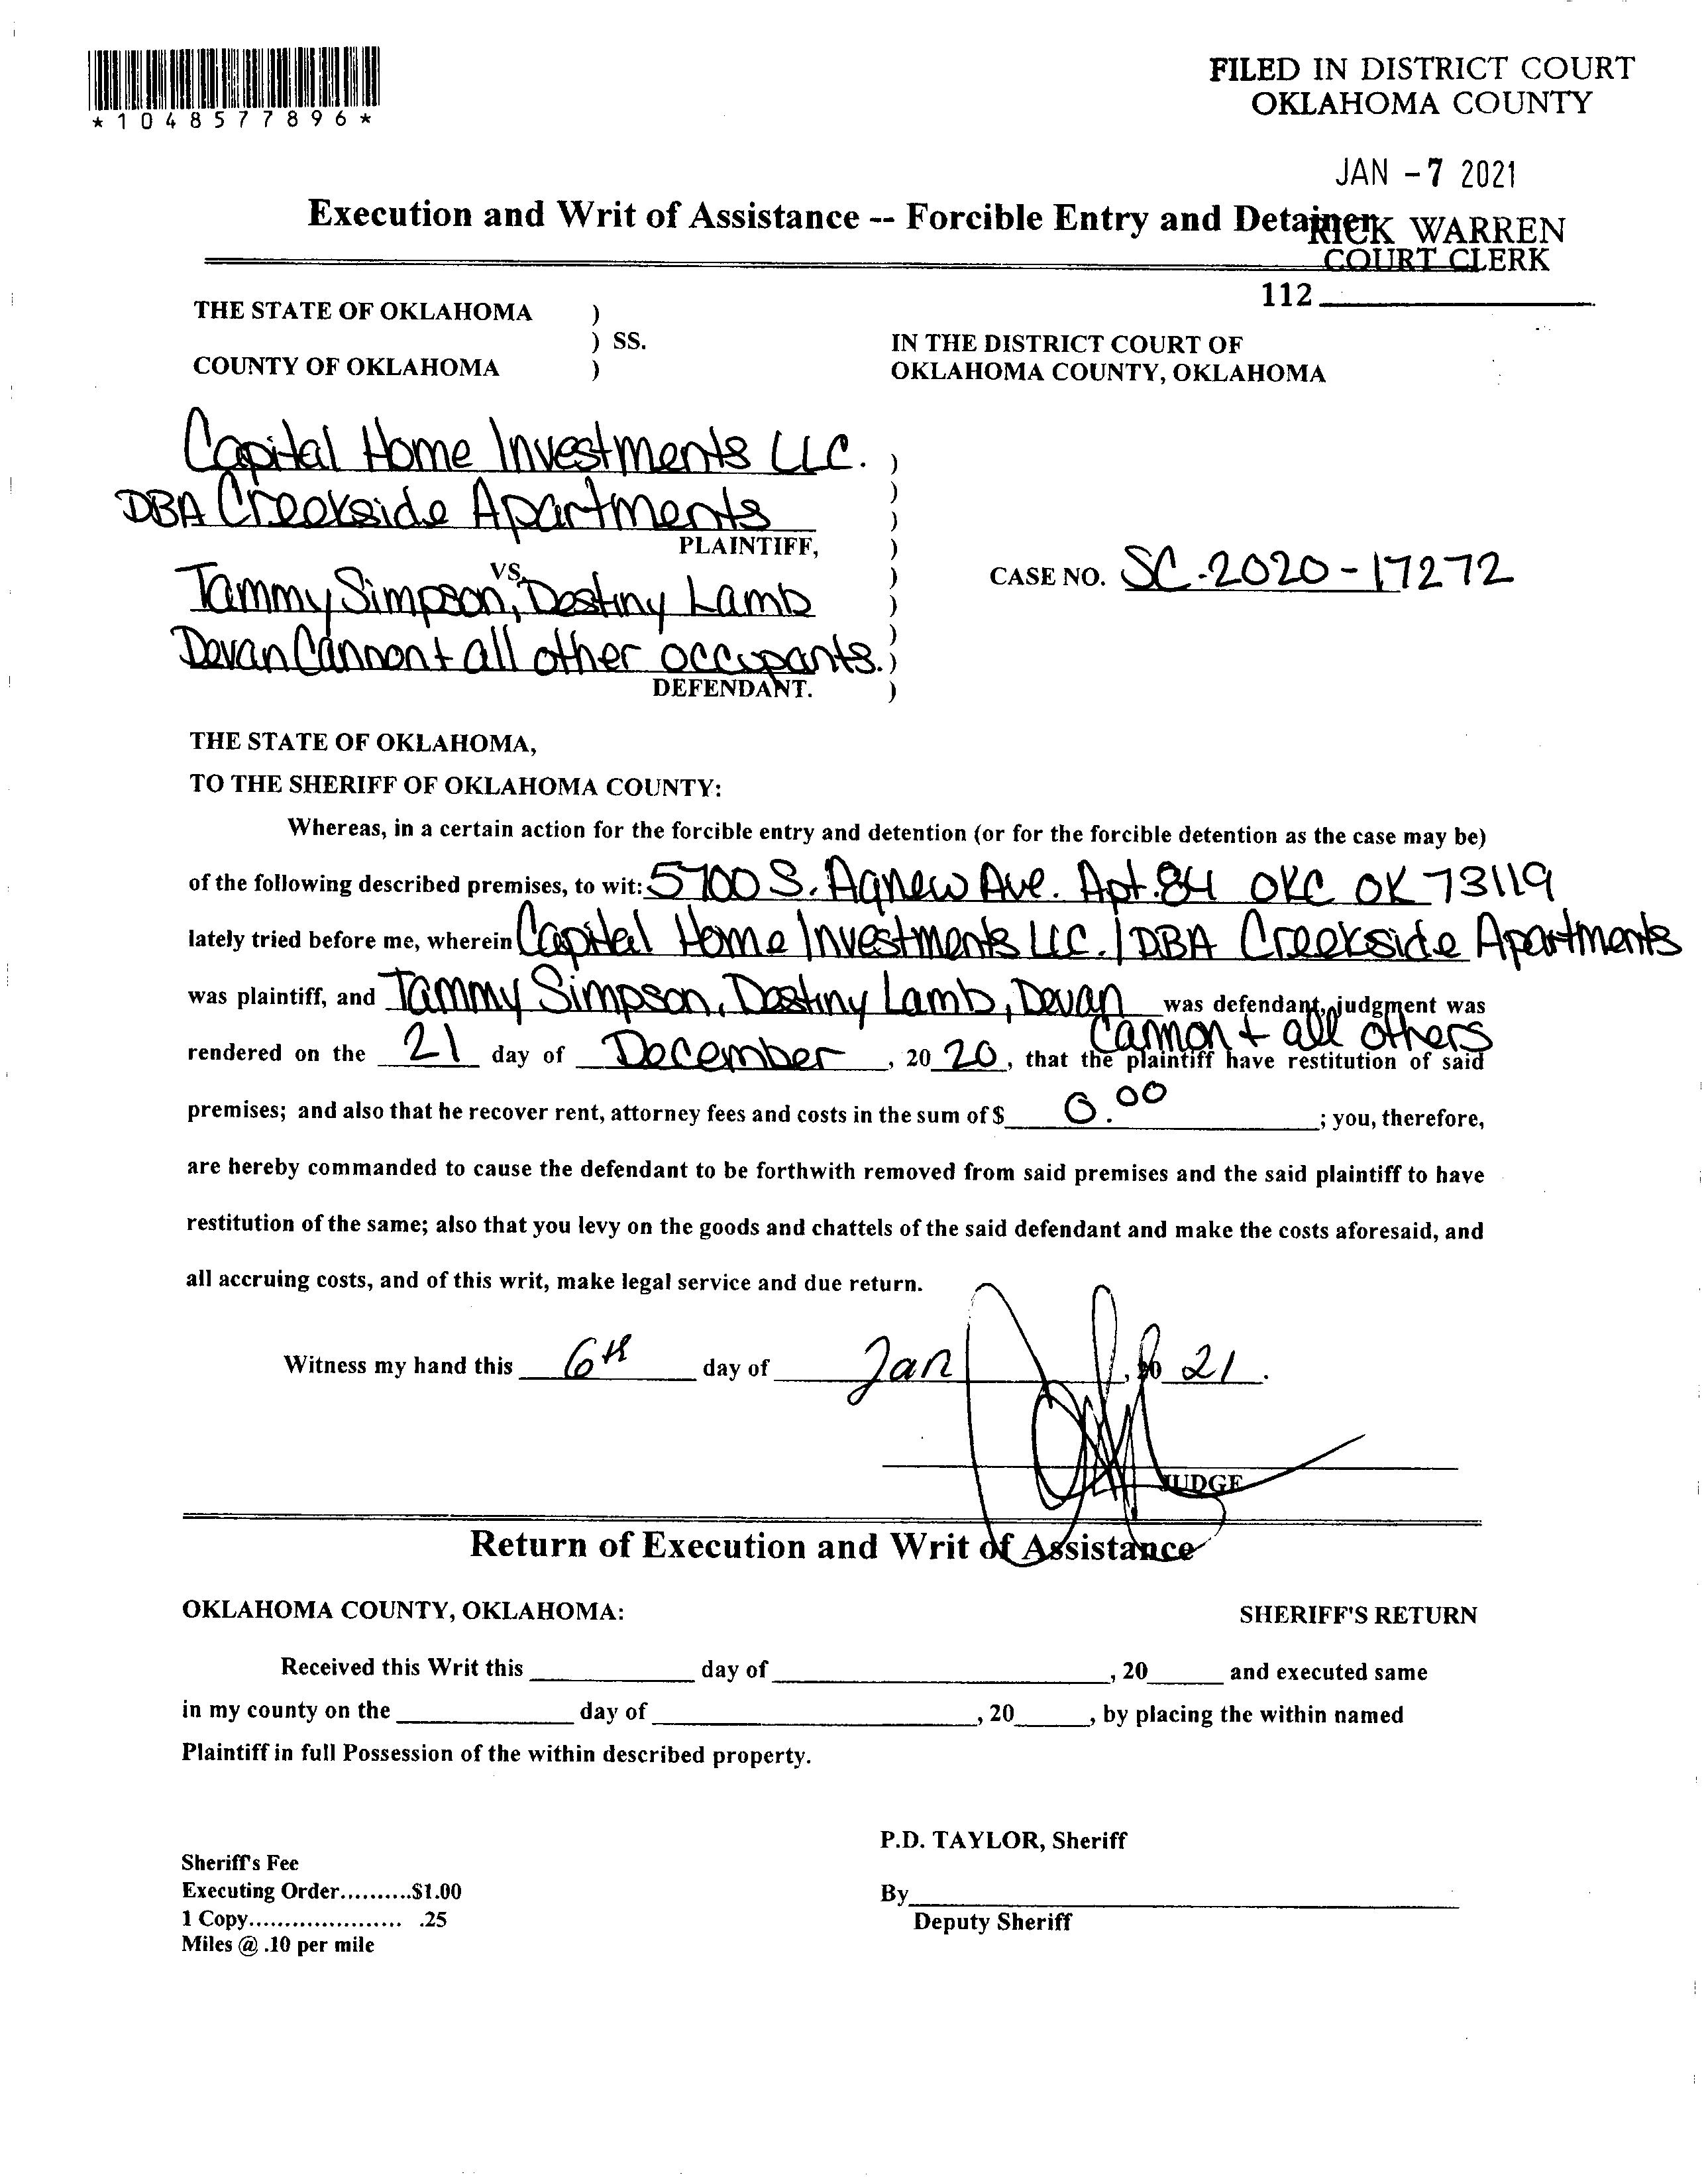 *1048577896*
FILED IN DISTRICT COURT
OKLAHOMA COUNTY
JAN -7 2021
Execution and Writ of Assistance -- Forcible Entry and Detainer
RICK WARREN
COURT CLERK
112
THE STATE OF OKLAHOMA )
) SS.
COUNTY OF OKLAHOMA )
IN THE DISTRICT COURT OF
OKLAHOMA COUNTY, OKLAHOMA
Capital Home Investments LLC. )
DBA Creekside Apartments )
)
PLAINTIFF, )
VS. )
Tammy Simpson, Destiny Lamb )
CASE NO. SC-2020-17272
)
Devan Cannon + all other occupants. )
DEFENDANT. )
THE STATE OF OKLAHOMA,
TO THE SHERIFF OF OKLAHOMA COUNTY:
Whereas, in a certain action for the forcible entry and detention (or for the forcible detention as the case may be)
of the following described premises, to wit: 5700 S. Agnew Ave. Apt. 84 OKC OK 73119
lately tried before me, wherein Capital Home Investments LLC. / DBA Creekside Apartments
was plaintiff, and Tammy Simpson, Destiny Lamb, Devan was defendant, judgment was
Cannon + all others
rendered on the 21 day of December, 20 20, that the plaintiff have restitution of said
premises; and also that he recover rent, attorney fees and costs in the sum of $ 0.00 ; you, therefore,
are hereby commanded to cause the defendant to be forthwith removed from said premises and the said plaintiff to have
restitution of the same; also that you levy on the goods and chattels of the said defendant and make the costs aforesaid, and
all accruing costs, and of this writ, make legal service and due return.
Witness my hand this 6th day of Jan, 20 21.
JUDGE
Return of Execution and Writ of Assistance
OKLAHOMA COUNTY, OKLAHOMA: SHERIFF'S RETURN
Received this Writ this ____ day of ____, 20____ and executed same
in my county on the ____ day of ____, 20____, by placing the within named
Plaintiff in full Possession of the within described property.
P.D. TAYLOR, Sheriff
Sheriff's Fee
Executing Order..........$1.00
1 Copy..................... .25
Miles @ .10 per mile
By____
Deputy Sheriff